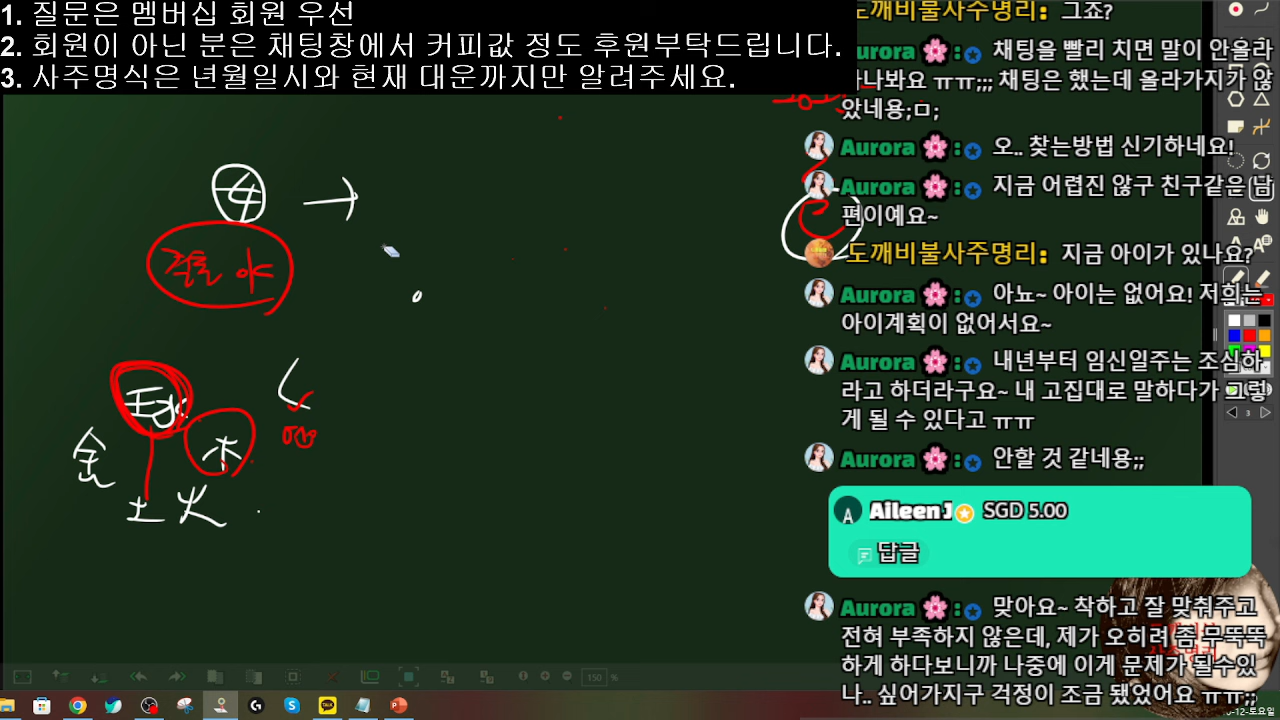 1. 질문은 멤버십 회원 우선
2. 회원이 아닌 분은 채팅창에서 커피값 정도 후원부탁드립니다.
3. 사주명식은 년월일시와 현재 대운까지만 알려주세요.
도깨비불사주명리: 그죠?
Aurora🌸: 채팅을 빨리 치면 말이 안올라
나봐요 ㅠㅠ;;; 채팅은 했는데 올라가지가 않
았네용;ㅁ;
Aurora🌸: 오.. 찾는방법 신기하네요!
Aurora🌸: 지금 어렵진 않구 친구같은 남
편이예요~
도깨비불사주명리: 지금 아이가 있나요?
Aurora🌸: 아뇨~ 아이는 없어요! 저희는
아이계획이 없어서요~
Aurora🌸: 내년부터 임신일주는 조심하
라고 하더라구요~ 내 고집대로 말하다가 그렇
게 될 수 있다고 ㅠㅠ
Aurora🌸: 안할 것 같네용;;
Aileen J SGD 5.00
답글
Aurora🌸: 맞아요~ 착하고 잘 맞춰주고
전혀 부족하지 않은데, 제가 오히려 좀 무뚝뚝
하게 하다보니까 나중에 이게 문제가 될수있
나.. 싶어가지구 걱정이 조금 됐었어요 ㅠㅠ;;
木
金
土 火
150 %
-12-토요일